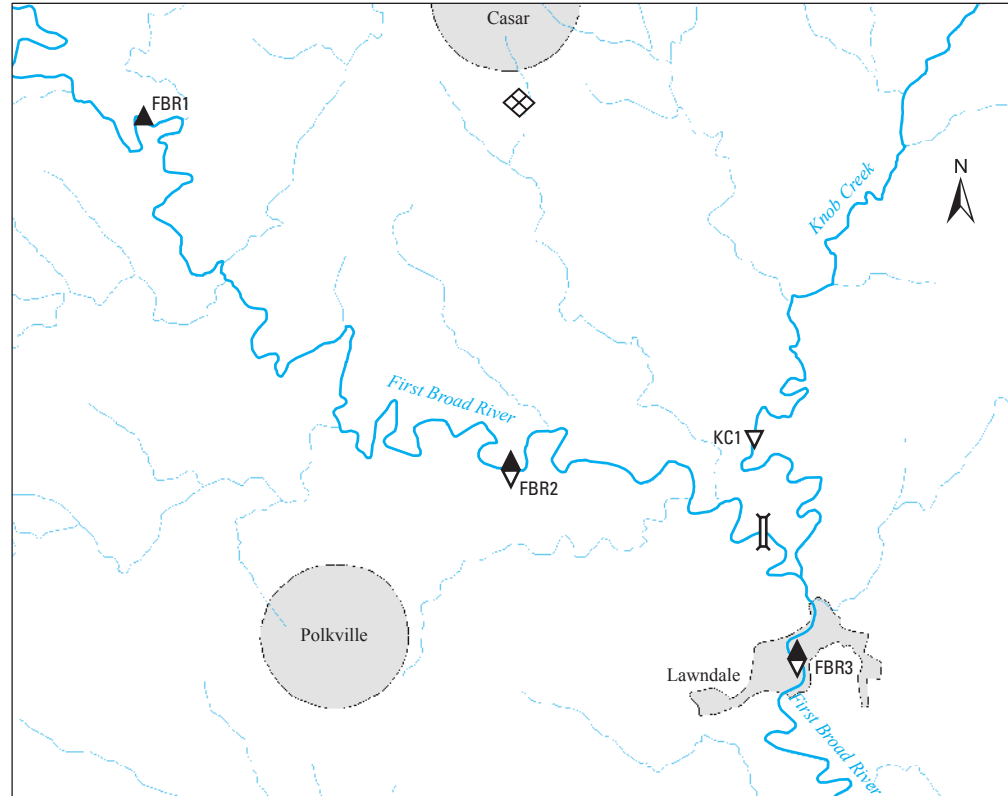 Casar
FBR1
N
Knob Creek
First Broad River
KC1
FBR2
Polkville
Lawndale
FBR3
First Broad River